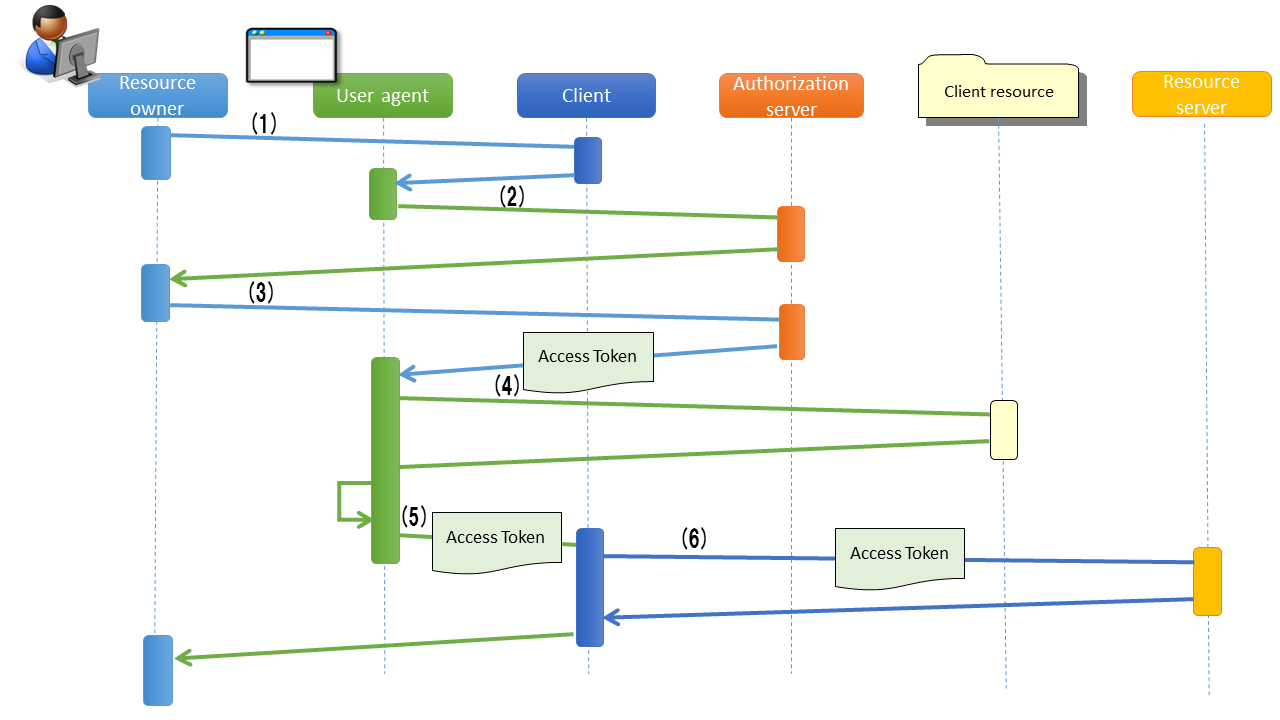 Resource
owner
User agent
Client
Authorization
server
Client resource
Resource
server
(1)
(2)
(3)
Access Token
(4)
(5)
Access Token
(6)
Access Token